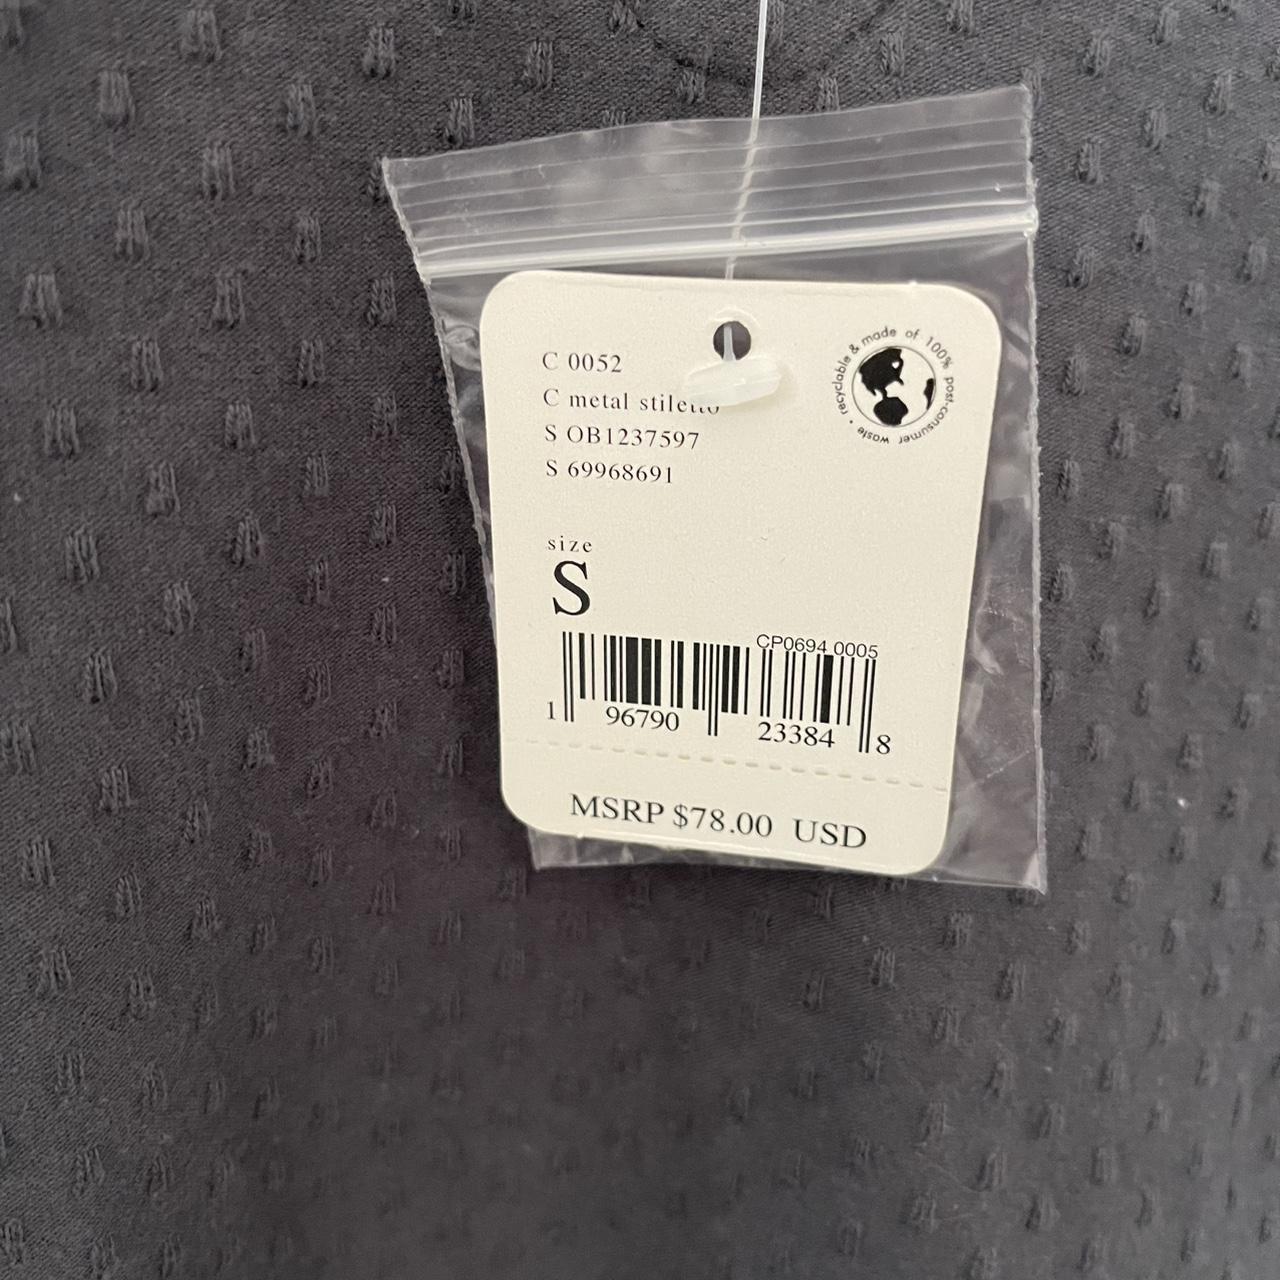 C 0052
C metal stiletto
S OB1237597
S 69968691
recyclable & made of 100% post-consumer waste •
size
S
CP0694 0005
1 96790 23384 8
MSRP $78.00 USD